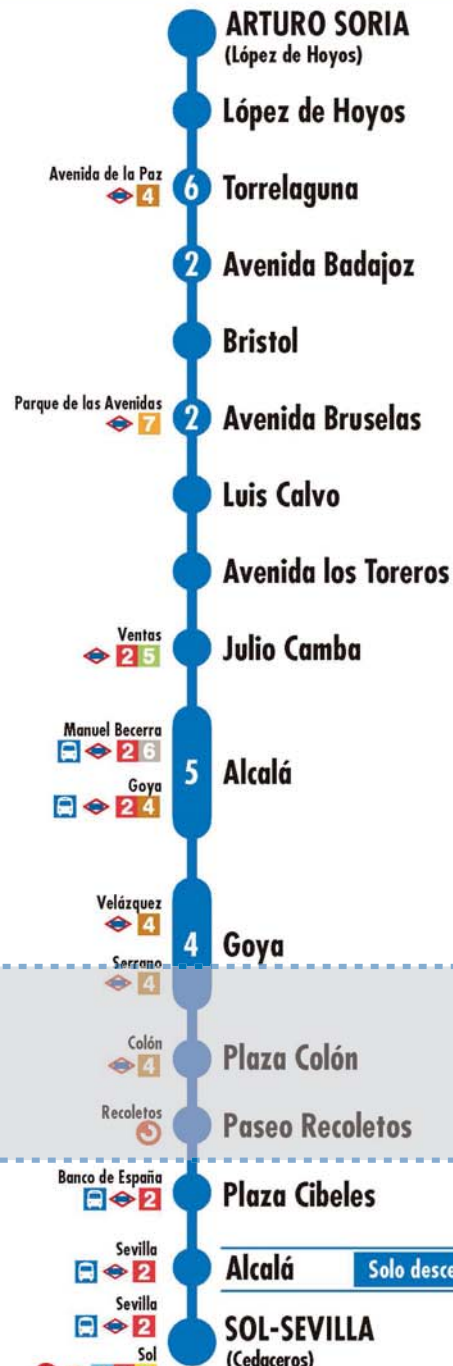 ARTURO SORIA
(López de Hoyos)
López de Hoyos
Avenida de la Paz
4
6
Torrelaguna
2
Avenida Badajoz
Bristol
Parque de las Avenidas
7
2
Avenida Bruselas
Luis Calvo
Avenida los Toreros
Ventas
2 5
Julio Camba
Manuel Becerra
2 6
5
Alcalá
Goya
2 4
Velázquez
4
4
Goya
Serrano
4
Colón
4
Plaza Colón
Recoletos
Paseo Recoletos
Banco de España
2
Plaza Cibeles
Sevilla
2
Alcalá
Solo
Sevilla
2
SOL-SEVILLA
(Cedaceros)
Sol